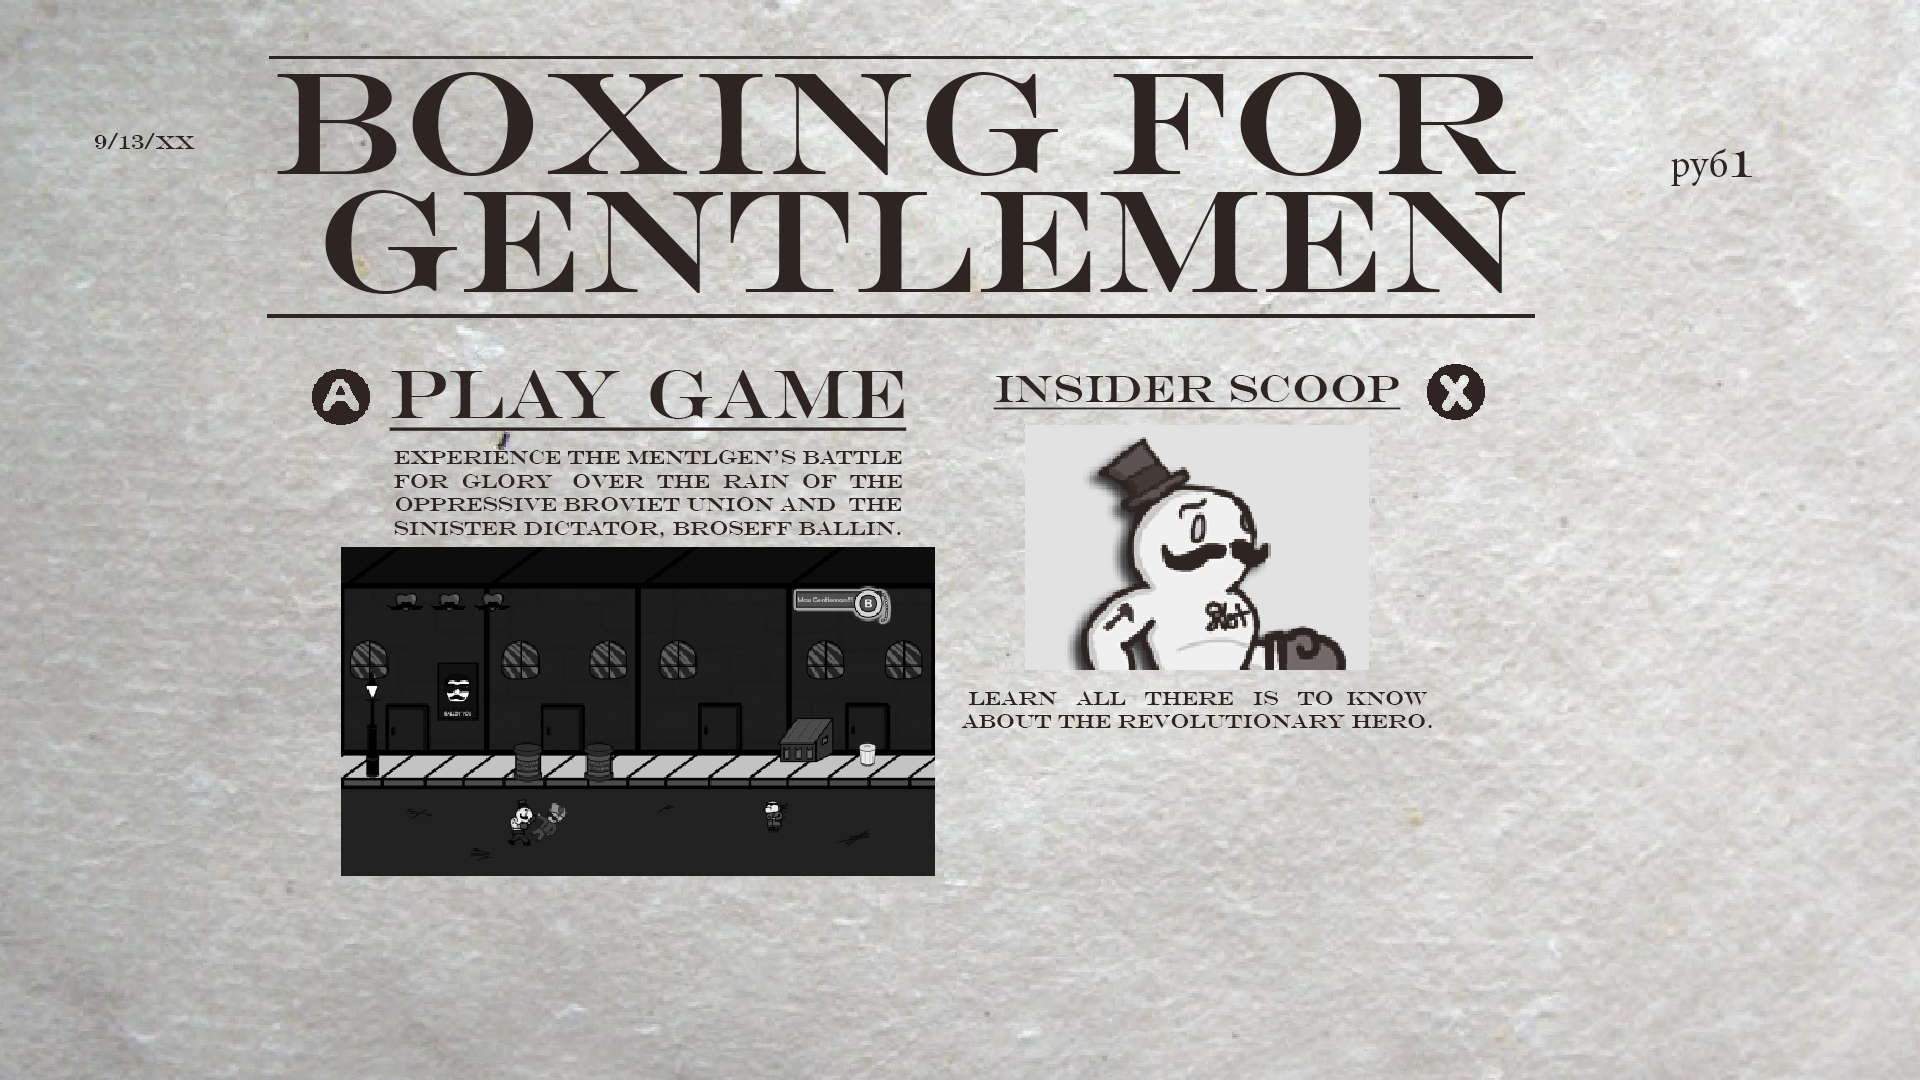 BOXING FOR
9/13/XX
руб1
GENTLEMEN
A PLAY GAME
EXPERIENCE THE MENTLGEN'S BATTLE
FOR GLORY OVER THE RAIN OF THE
OPPRESSIVE BROVIET UNION AND THE
SINISTER DICTATOR, BROSEFF BALLIN.
B
INSIDER SCOOP X
LEARN ALL THERE IS TO KNOW
ABOUT THE REVOLUTIONARY HERO.